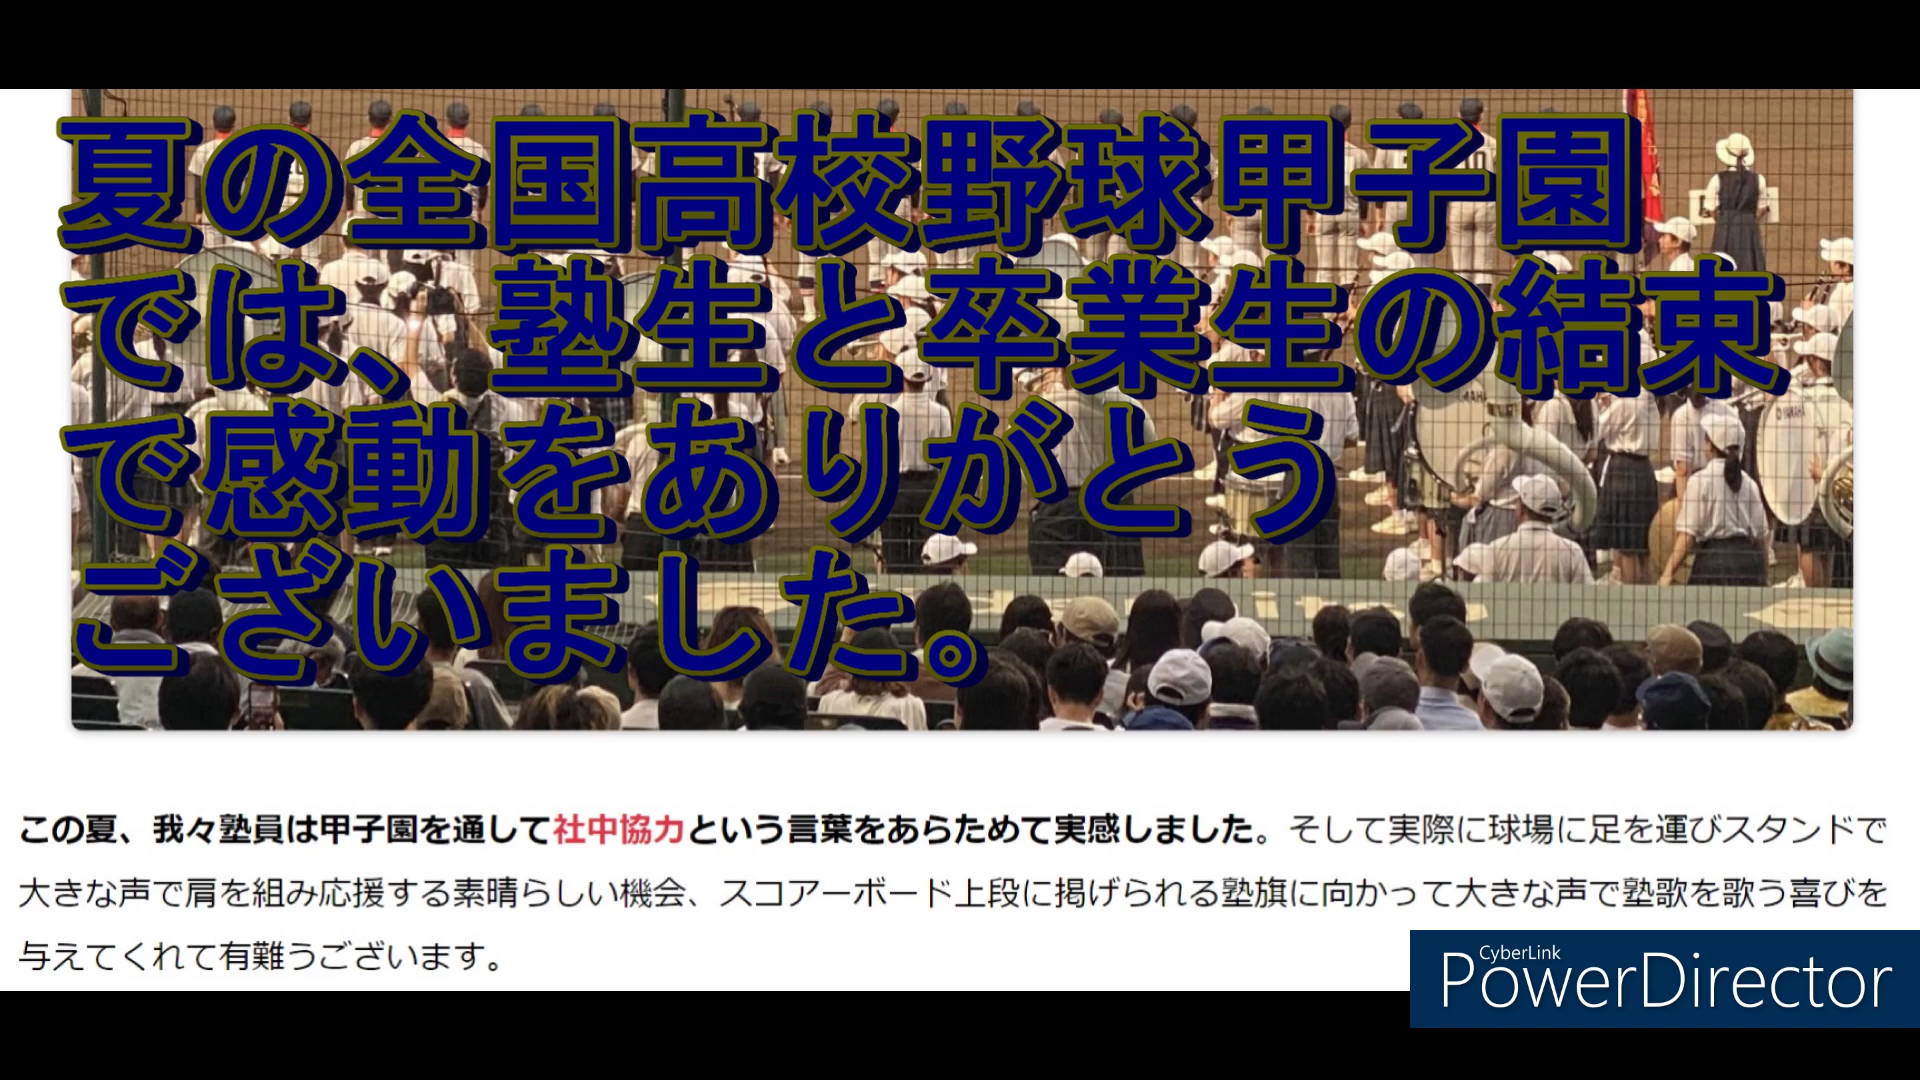 夏の全国高校野球甲子園
では、塾生と卒業生の結束
で感動をありがとう
ございました。
この夏、我々塾員は甲子園を通して社中協力という言葉をあらためて実感しました。そして実際に球場に足を運びスタンドで
大きな声で肩を組み応援する素晴らしい機会、スコアーボード上段に掲げられる塾旗に向かって大きな声で塾歌を歌う喜びを
与えてくれて有難うございます。
CyberLink
PowerDirector